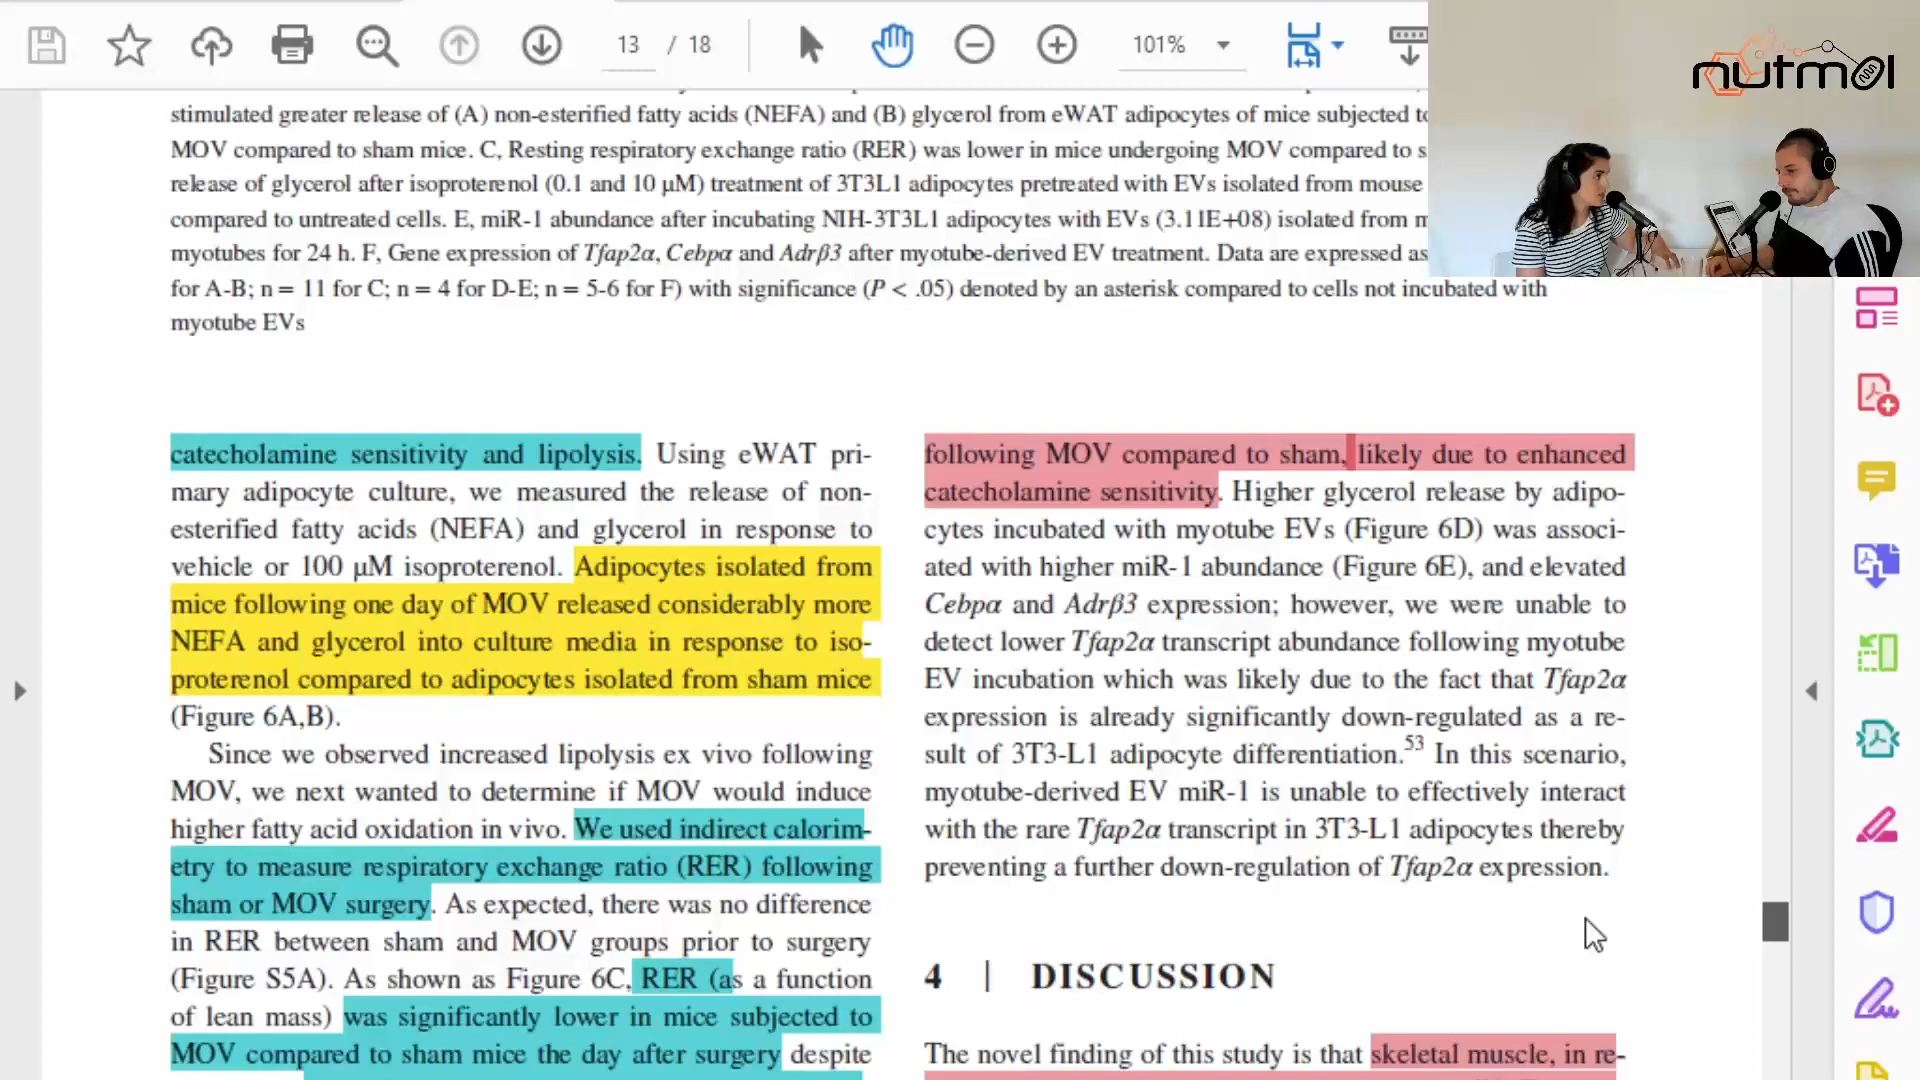 13 / 18
101%
nutmol
stimulated greater release of (A) non-esterified fatty acids (NEFA) and (B) glycerol from eWAT adipocytes of mice subjected to
MOV compared to sham mice. C, Resting respiratory exchange ratio (RER) was lower in mice undergoing MOV compared to s
release of glycerol after isoproterenol (0.1 and 10 μM) treatment of 3T3L1 adipocytes pretreated with EVs isolated from mouse
compared to untreated cells. E, miR-1 abundance after incubating NIH-3T3L1 adipocytes with EVs (3.11E+08) isolated from m
myotubes for 24 h. F, Gene expression of Tfap2α, Cebpα and Adrβ3 after myotube-derived EV treatment. Data are expressed as
for A-B; n = 11 for C; n = 4 for D-E; n = 5-6 for F) with significance (P < .05) denoted by an asterisk compared to cells not incubated with
myotube EVs
catecholamine sensitivity and lipolysis. Using eWAT pri-
mary adipocyte culture, we measured the release of non-
esterified fatty acids (NEFA) and glycerol in response to
vehicle or 100 μM isoproterenol. Adipocytes isolated from
mice following one day of MOV released considerably more
NEFA and glycerol into culture media in response to iso-
proterenol compared to adipocytes isolated from sham mice
(Figure 6A,B).
Since we observed increased lipolysis ex vivo following
MOV, we next wanted to determine if MOV would induce
higher fatty acid oxidation in vivo. We used indirect calorim-
etry to measure respiratory exchange ratio (RER) following
sham or MOV surgery. As expected, there was no difference
in RER between sham and MOV groups prior to surgery
(Figure S5A). As shown as Figure 6C, RER (as a function
of lean mass) was significantly lower in mice subjected to
MOV compared to sham mice the day after surgery despite
following MOV compared to sham, likely due to enhanced
catecholamine sensitivity. Higher glycerol release by adipo-
cytes incubated with myotube EVs (Figure 6D) was associ-
ated with higher miR-1 abundance (Figure 6E), and elevated
Cebpα and Adrβ3 expression; however, we were unable to
detect lower Tfap2α transcript abundance following myotube
EV incubation which was likely due to the fact that Tfap2α
expression is already significantly down-regulated as a re-
sult of 3T3-L1 adipocyte differentiation.53 In this scenario,
myotube-derived EV miR-1 is unable to effectively interact
with the rare Tfap2α transcript in 3T3-L1 adipocytes thereby
preventing a further down-regulation of Tfap2α expression.
4 | DISCUSSION
The novel finding of this study is that skeletal muscle, in re-